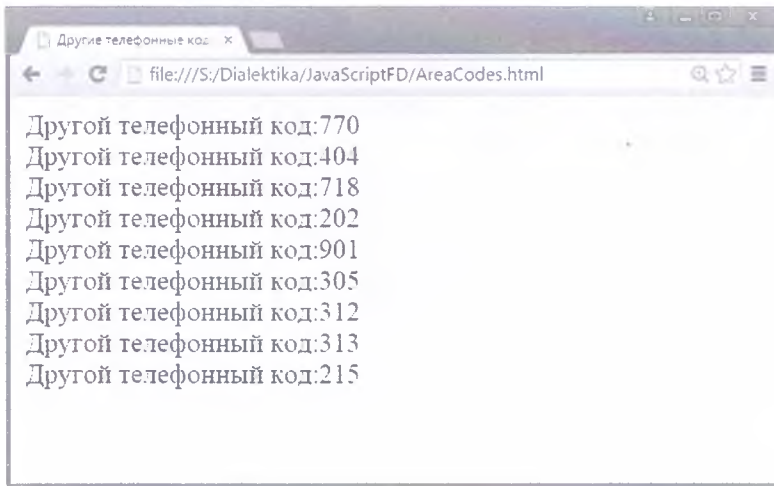 Другие телефонные код
file:///S:/Dialektika/JavaScriptFD/AreaCodes.html
Другой телефонный код:770
Другой телефонный код:404
Другой телефонный код:718
Другой телефонный код:202
Другой телефонный код:901
Другой телефонный код:305
Другой телефонный код:312
Другой телефонный код:313
Другой телефонный код:215